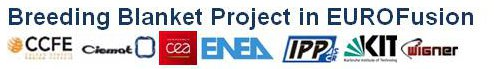 Breeding Blanket Project in EUROFusion
CCFE Ciemat cea ENEA IPP KIT wigner